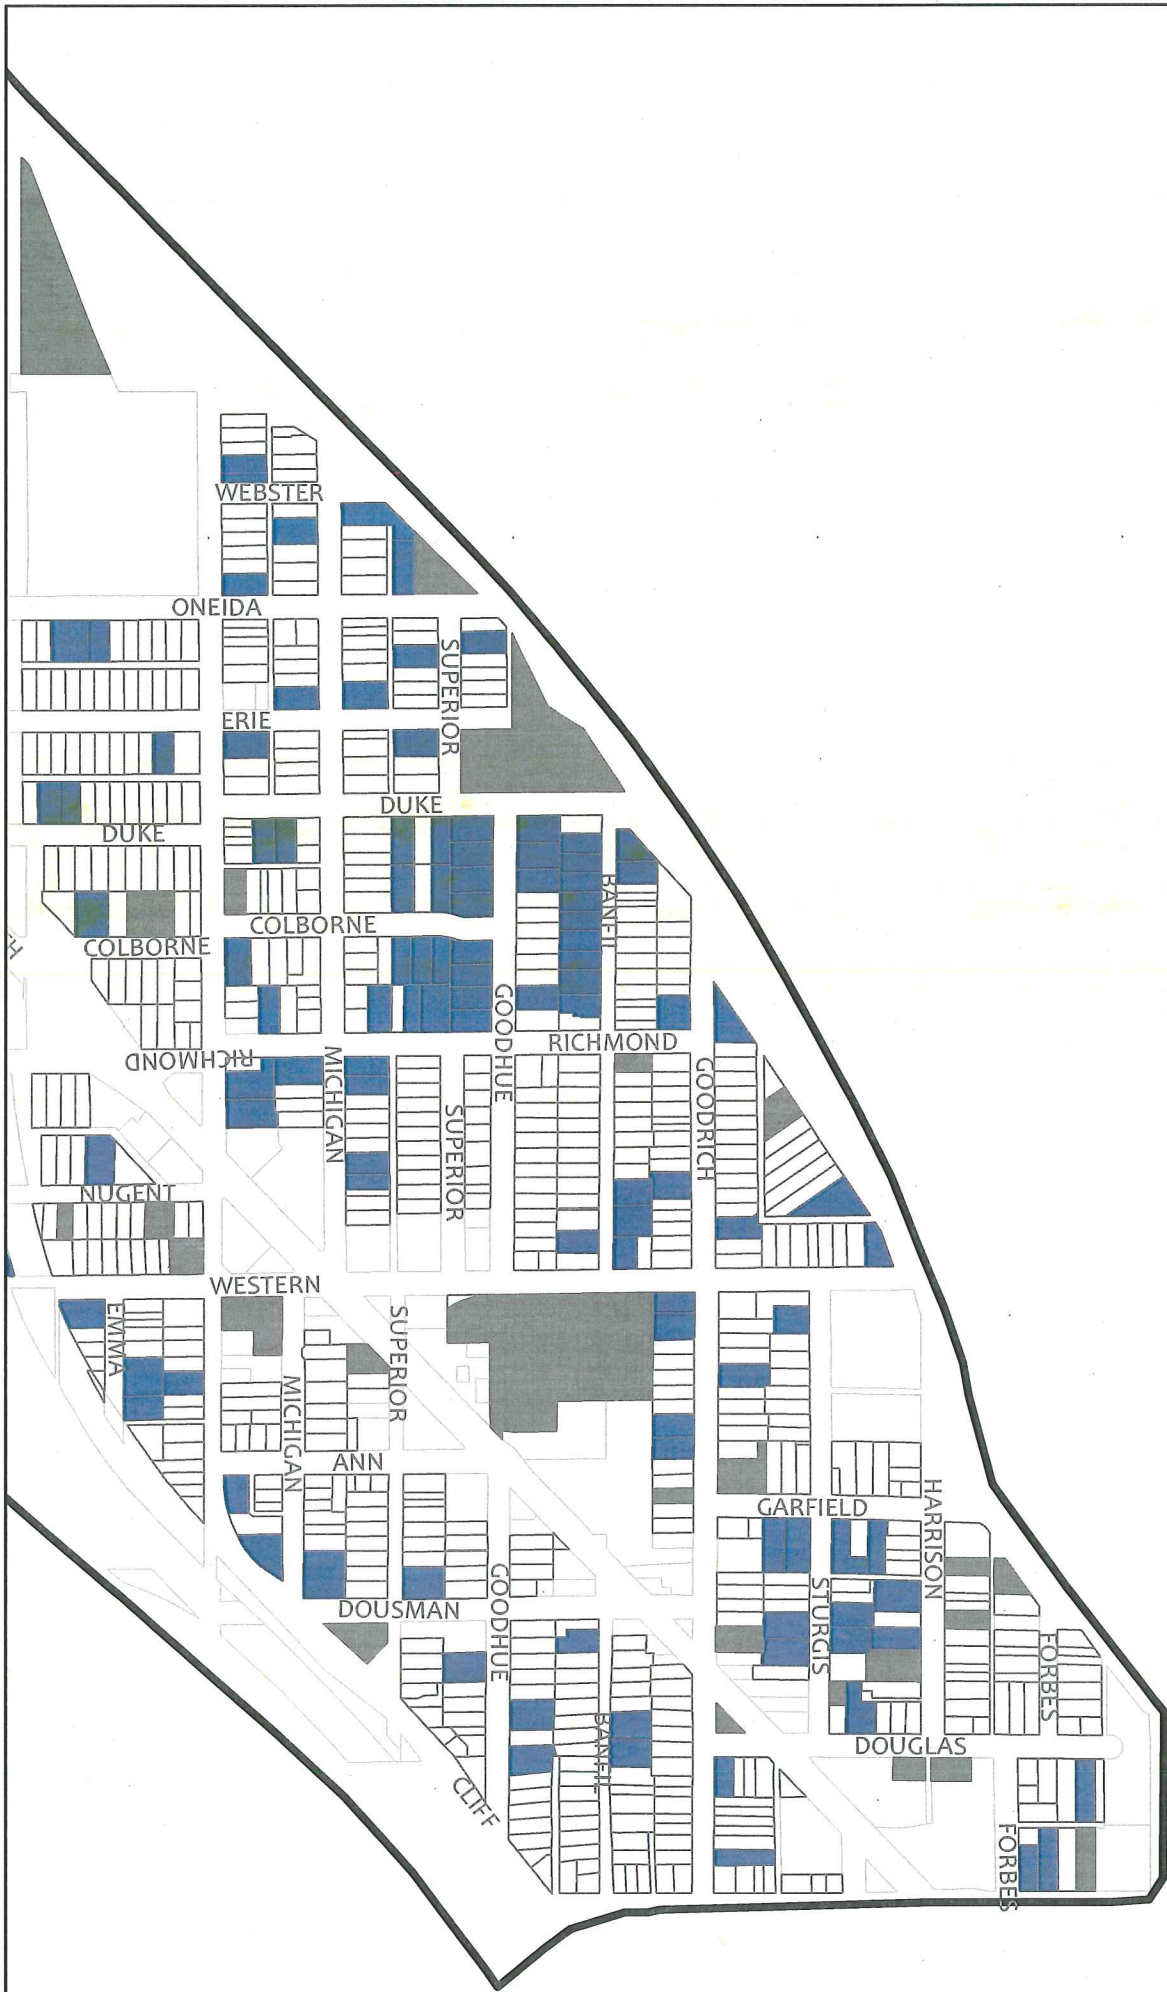 WEBSTER
ONEIDA
SUPERIOR
ERIE
DUKE
DUKE
BANFIL
COLBORNE
COLBORNE
GOODHUE
RICHMOND
RICHMOND
MICHIGAN
GOODRICH
SUPERIOR
NUGENT
WESTERN
EMMA
SUPERIOR
MICHIGAN
ANN
GARFIELD
HARRISON
GOODHUE
STURGIS
DOUSMAN
FORBES
BANFIL
DOUGLAS
CLIFF
FORBES